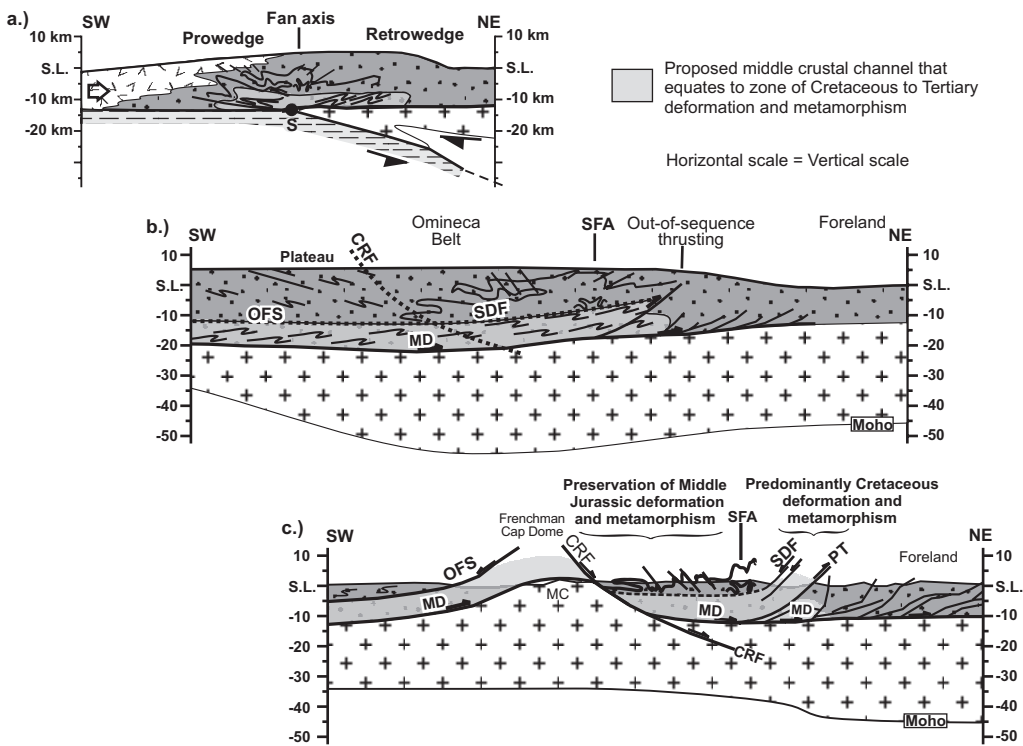 a.)
SW
Fan axis
NE
10 km
Prowedge
Retrowedge
10 km
S.L.
S.L.
-10 km
-10 km
S
-20 km
-20 km
Proposed middle crustal channel that
equates to zone of Cretaceous to Tertiary
deformation and metamorphism
Horizontal scale = Vertical scale
b.)
SW
Omineca
Belt
SFA
Out-of-sequence
thrusting
Foreland
NE
10
Plateau
CRF
10
S.L.
S.L.
OFS
SDF
-10
-10
MD
-20
-20
-30
-30
-40
-40
Moho
-50
-50
c.)
SW
Frenchman
Cap Dome
Preservation of Middle
Jurassic deformation
and metamorphism
SFA
Predominantly Cretaceous
deformation and
metamorphism
NE
10
OFS
CRF
SDF
PT
Foreland
10
S.L.
S.L.
MD
MC
MD
MD
-10
-10
-20
CRF
-20
-30
-30
-40
Moho
-40
-50
-50